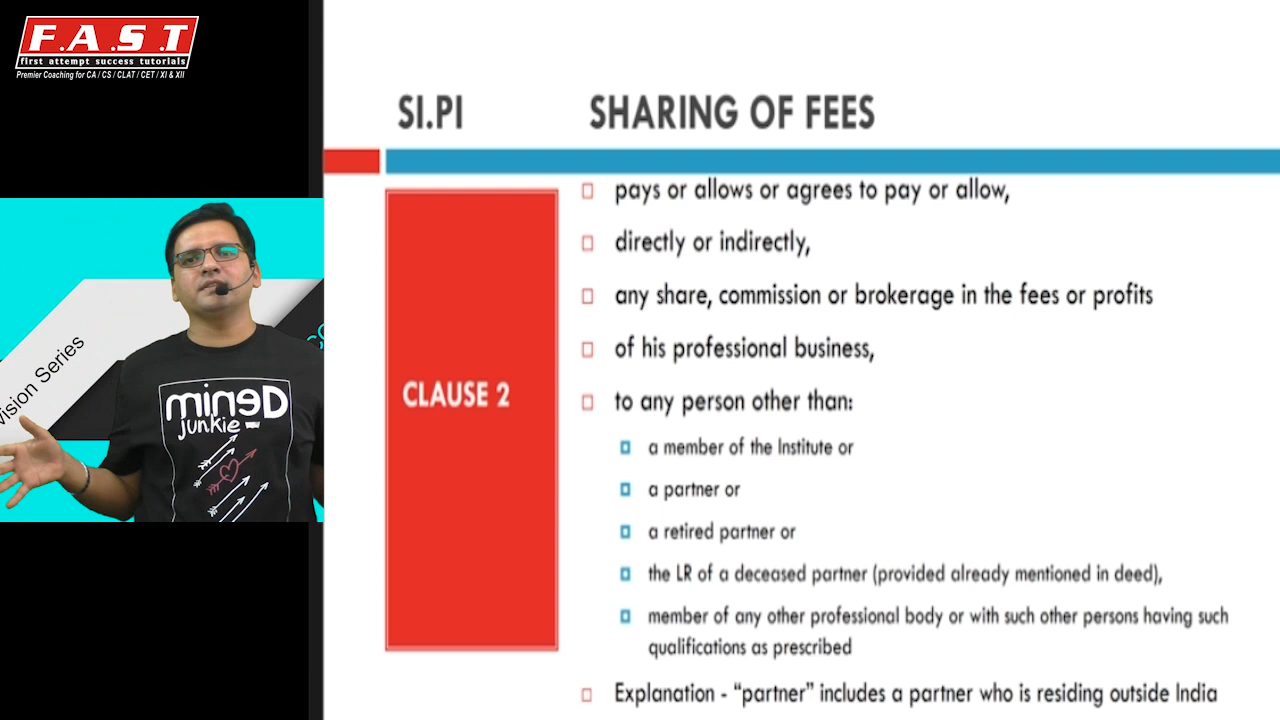 F.A.S.T
first attempt success tutorials
Premier Coaching for CA / CS / CLAT / CET / XI & XII
SI.PI
SHARING OF FEES
CLAUSE 2
pays or allows or agrees to pay or allow,
directly or indirectly,
any share, commission or brokerage in the fees or profits
of his professional business,
to any person other than:
a member of the Institute or
a partner or
a retired partner or
the LR of a deceased partner (provided already mentioned in deed),
member of any other professional body or with such other persons having such
qualifications as prescribed
Explanation - “partner” includes a partner who is residing outside India
Series
Denim
junkie